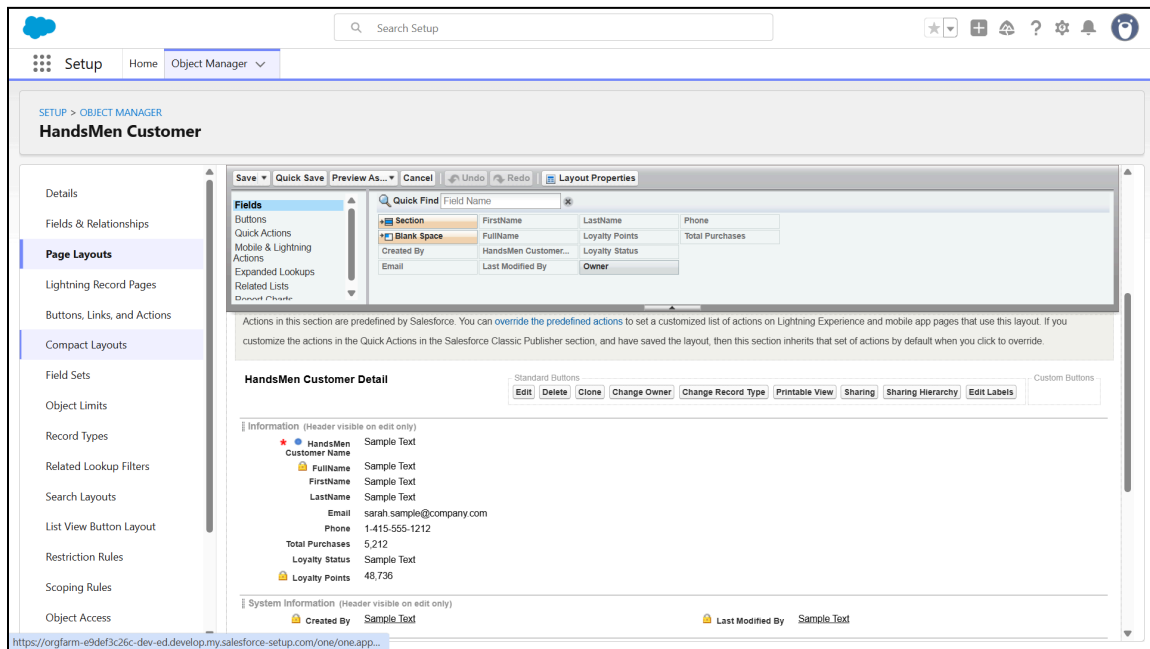 Search Setup
Setup Home Object Manager
SETUP > OBJECT MANAGER
HandsMen Customer
Details
Fields & Relationships
Page Layouts
Lightning Record Pages
Buttons, Links, and Actions
Compact Layouts
Field Sets
Object Limits
Record Types
Related Lookup Filters
Search Layouts
List View Button Layout
Restriction Rules
Scoping Rules
Object Access
Save Quick Save Preview As... Cancel Undo Redo Layout Properties
Fields
Buttons
Quick Actions
Mobile & Lightning
Actions
Expanded Lookups
Related Lists
Report Charts
Quick Find Field Name
Section FirstName LastName Phone
Blank Space FullName Loyalty Points Total Purchases
Created By HandsMen Customer... Loyalty Status
Email Last Modified By Owner
Actions in this section are predefined by Salesforce. You can override the predefined actions to set a customized list of actions on Lightning Experience and mobile app pages that use this layout. If you
customize the actions in the Quick Actions in the Salesforce Classic Publisher section, and have saved the layout, then this section inherits that set of actions by default when you click to override.
HandsMen Customer Detail
Standard Buttons
Edit Delete Clone Change Owner Change Record Type Printable View Sharing Sharing Hierarchy Edit Labels
Custom Buttons
Information (Header visible on edit only)
* HandsMen
Customer Name Sample Text
FullName Sample Text
FirstName Sample Text
LastName Sample Text
Email sarah.sample@company.com
Phone 1-415-555-1212
Total Purchases 5,212
Loyalty Status Sample Text
Loyalty Points 48,736
System Information (Header visible on edit only)
Created By Sample Text Last Modified By Sample Text
https://orgfarm-e9def3c26c-dev-ed.develop.my.salesforce-setup.com/one/one.app...